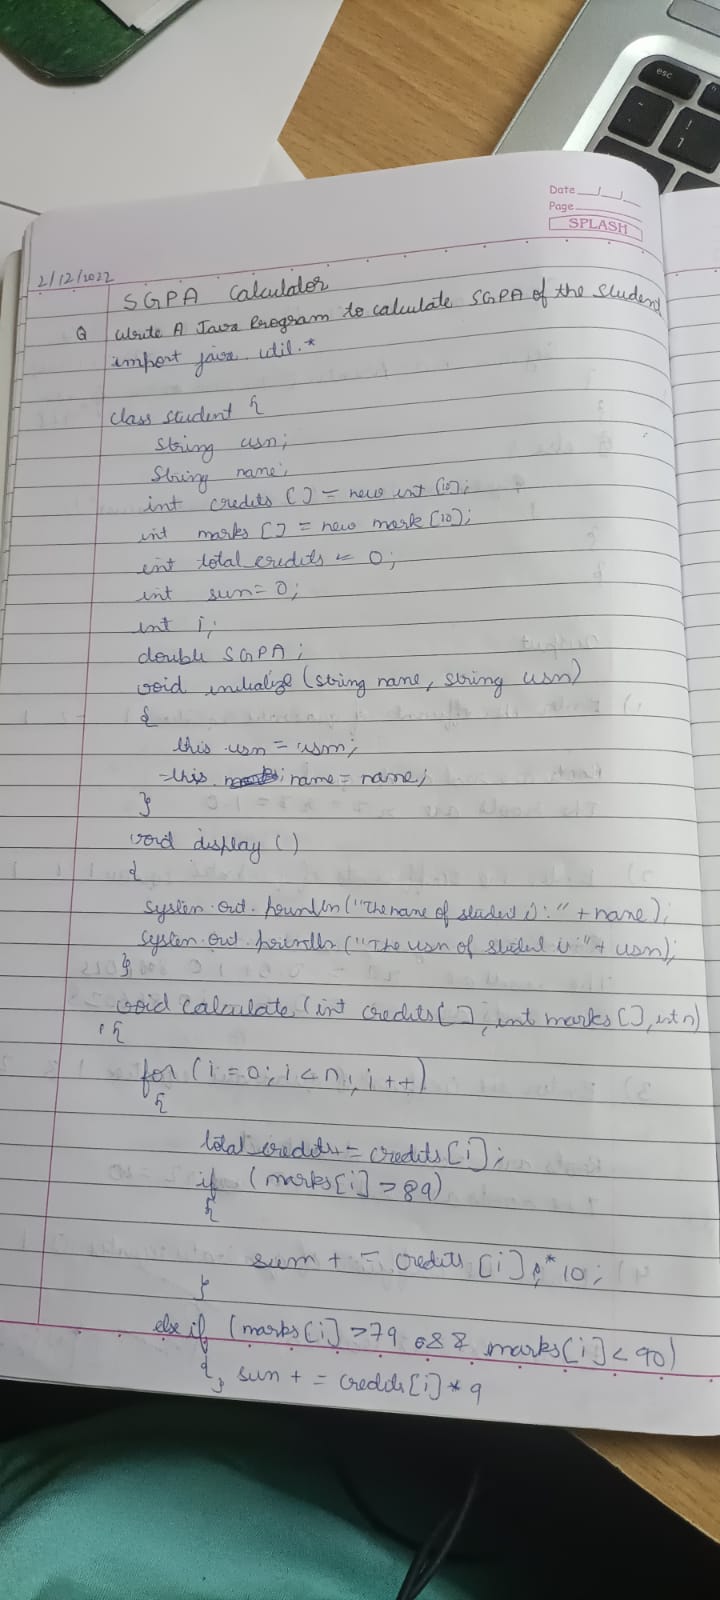 esc
Date
Page
SPLASH
2/12/2022
SGPA Calculator
Q Write A Java Program to calculate SGPA of the student
import java.util.*
class student {
String usn;
String name;
int credits [] = new int [10];
int marks [] = new mark [10];
int total_credits = 0;
int sum = 0;
int i;
double SGPA;
void initialize (string name, string usn)
{
this usn = usn;
this. name = name;
}
void display ()
{
System.out.println("The name of student is:" + name);
System.out.println("The usn of student is:" + usn);
}
void calculate (int credits[], int marks[], int n)
{
for (i = 0; i < n; i ++)
{
total credits += credits [i];
if (marks[i] > 89)
{
sum + = credits [i] * 10;
}
else if (marks[i] > 79 && marks[i] < 90)
{ sum + = credits[i] * 9
}